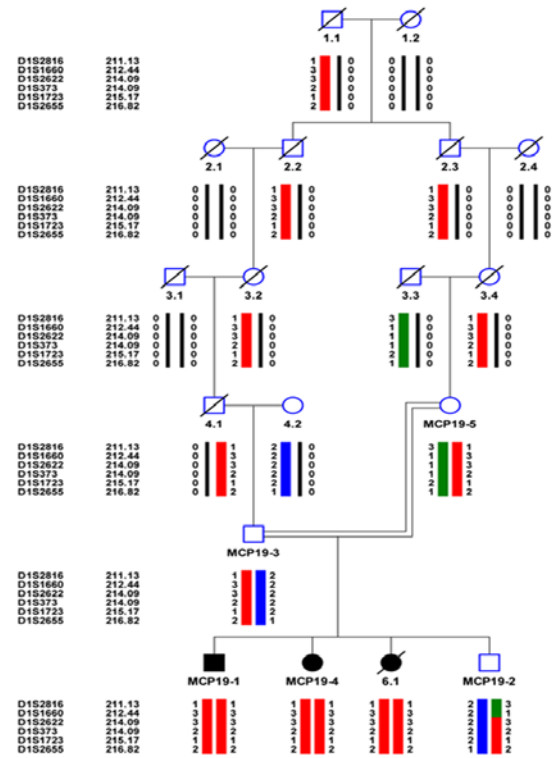 1.1 1.2
D1S2816 211.13 1 0 0 0
D1S1660 212.44 3 0 0 0
D1S2622 214.09 3 0 0 0
D1S373 214.09 2 0 0 0
D1S1723 215.17 1 0 0 0
D1S2655 216.82 2 0 0 0
2.1 2.2 2.3 2.4
D1S2816 211.13 0 0 1 0 1 0 0 0
D1S1660 212.44 0 0 3 0 3 0 0 0
D1S2622 214.09 0 0 3 0 3 0 0 0
D1S373 214.09 0 0 2 0 2 0 0 0
D1S1723 215.17 0 0 1 0 1 0 0 0
D1S2655 216.82 0 0 2 0 2 0 0 0
3.1 3.2 3.3 3.4
D1S2816 211.13 0 0 1 0 3 0 1 0
D1S1660 212.44 0 0 3 0 1 0 3 0
D1S2622 214.09 0 0 3 0 1 0 3 0
D1S373 214.09 0 0 2 0 1 0 2 0
D1S1723 215.17 0 0 1 0 2 0 1 0
D1S2655 216.82 0 0 2 0 1 0 2 0
4.1 4.2 MCP19-5
D1S2816 211.13 0 1 2 0 3 1
D1S1660 212.44 0 3 2 0 1 3
D1S2622 214.09 0 3 2 0 1 3
D1S373 214.09 0 2 2 0 1 2
D1S1723 215.17 0 1 2 0 2 1
D1S2655 216.82 0 2 1 0 1 2
MCP19-3
D1S2816 211.13 1 2
D1S1660 212.44 3 2
D1S2622 214.09 3 2
D1S373 214.09 2 2
D1S1723 215.17 1 2
D1S2655 216.82 2 1
MCP19-1 MCP19-4 6.1 MCP19-2
D1S2816 211.13 1 1 1 1 1 1 2 3
D1S1660 212.44 3 3 3 3 3 3 2 1
D1S2622 214.09 3 3 3 3 3 3 2 3
D1S373 214.09 2 2 2 2 2 2 2 2
D1S1723 215.17 1 1 1 1 1 1 2 1
D1S2655 216.82 2 2 2 2 2 2 1 2